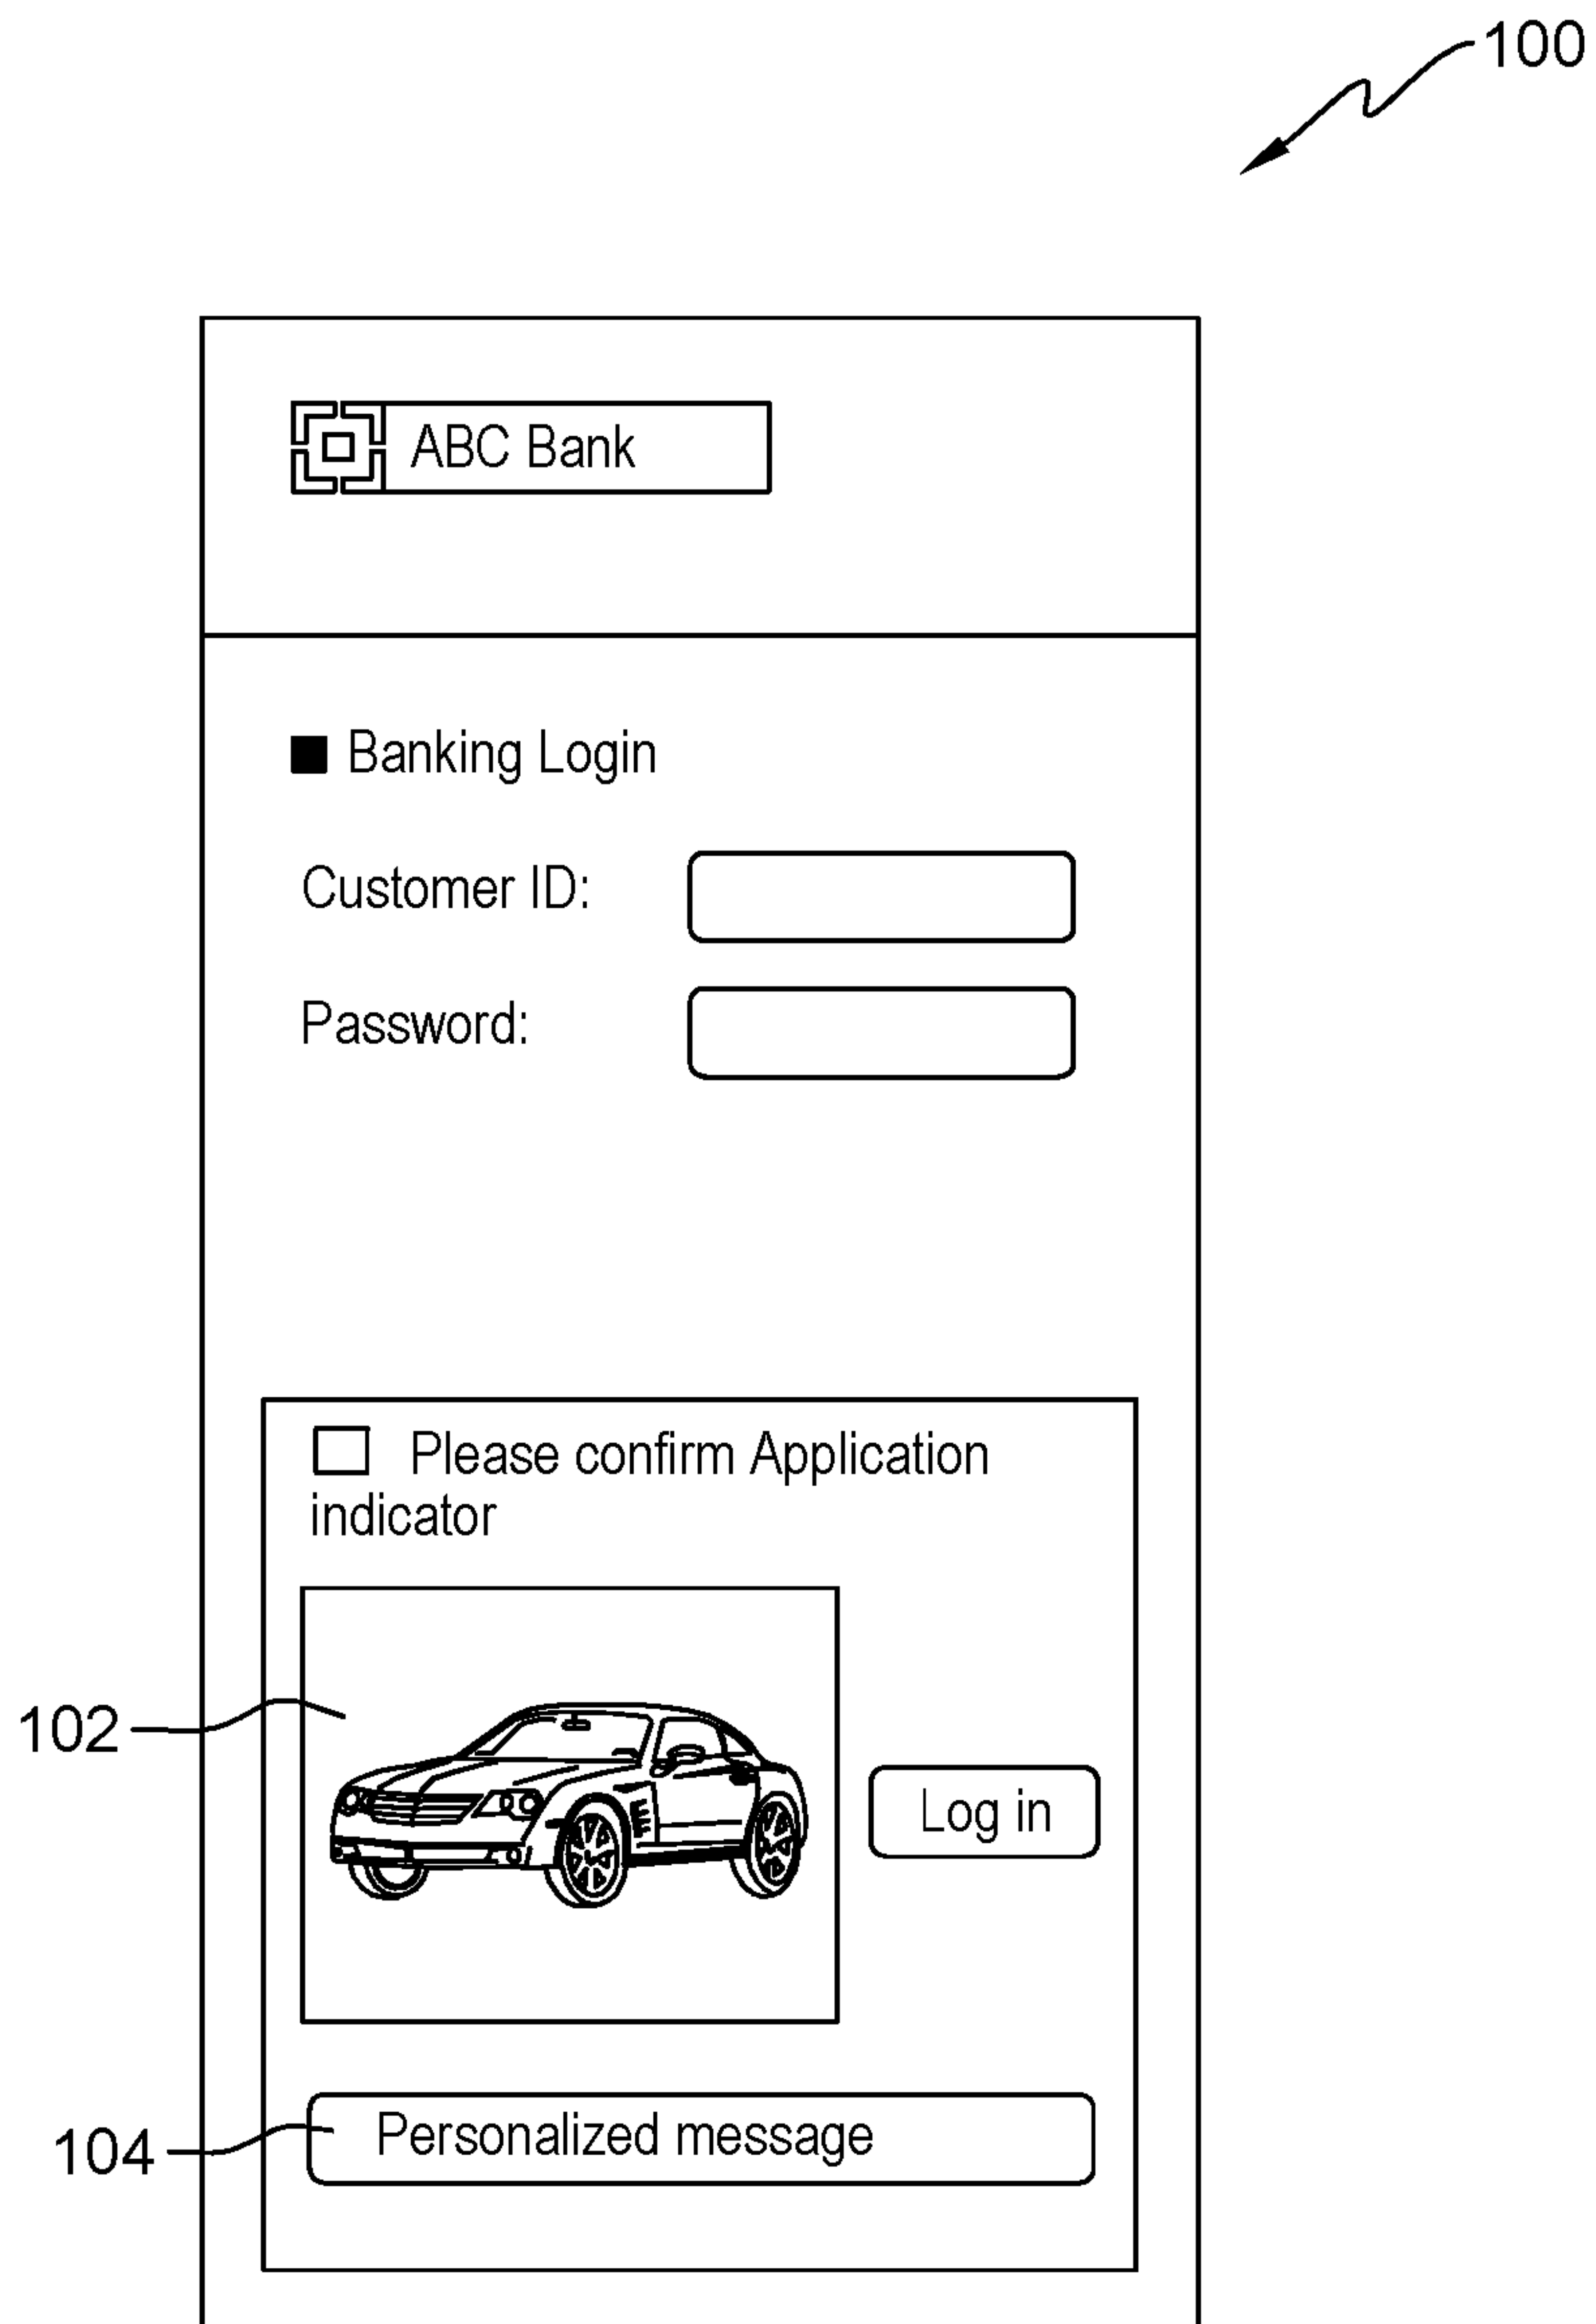 100
ABC Bank
Banking Login
Customer ID:
Password:
Please confirm Application
indicator
102
Log in
104
Personalized message